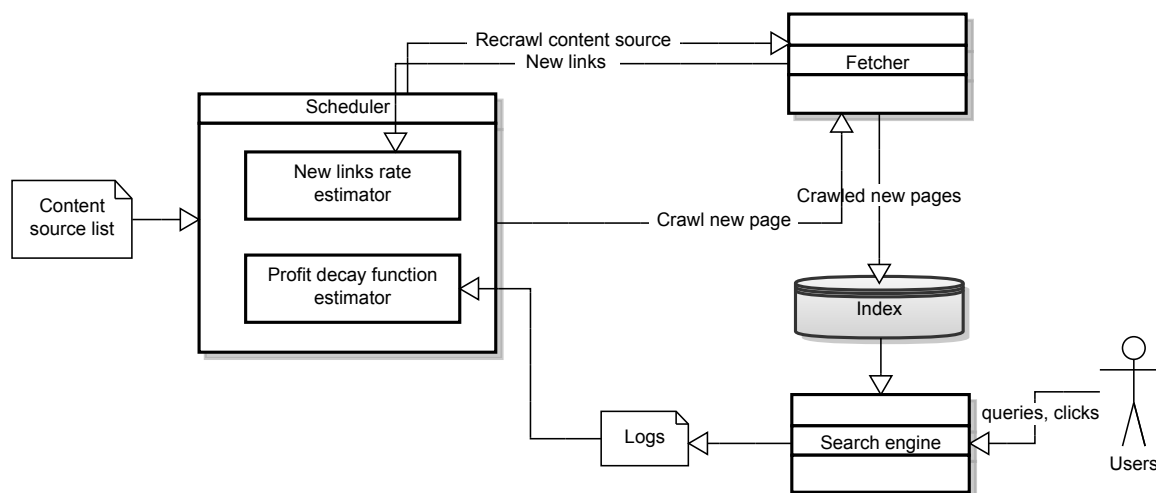 Recrawl content source
New links
Fetcher
Scheduler
New links rate
estimator
Content
source list
Crawled new pages
Crawl new page
Profit decay function
estimator
Index
queries, clicks
Logs
Search engine
Users